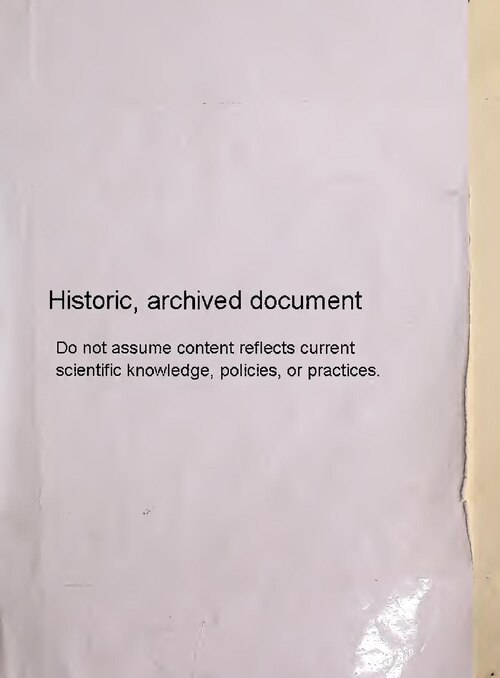 Historic, archived document
Do not assume content reflects current
scientific knowledge, policies, or practices.